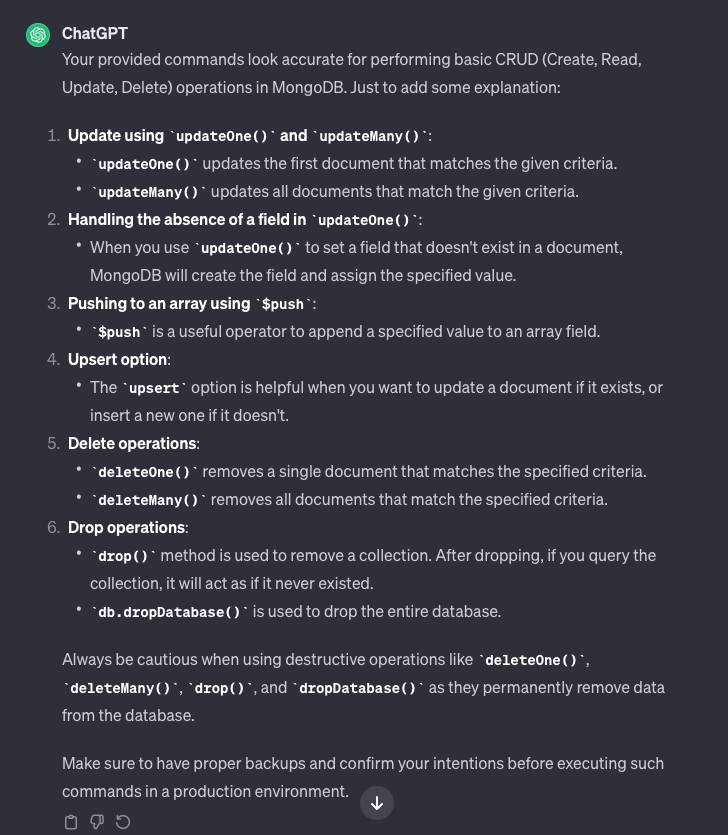 ChatGPT
Your provided commands look accurate for performing basic CRUD (Create, Read,
Update, Delete) operations in MongoDB. Just to add some explanation:
1. Update using `updateOne()` and `updateMany()`:
• `updateOne()` updates the first document that matches the given criteria.
• `updateMany()` updates all documents that match the given criteria.
2. Handling the absence of a field in `updateOne()`:
• When you use `updateOne()` to set a field that doesn't exist in a document,
MongoDB will create the field and assign the specified value.
3. Pushing to an array using `$push`:
• `$push` is a useful operator to append a specified value to an array field.
4. Upsert option:
• The `upsert` option is helpful when you want to update a document if it exists, or
insert a new one if it doesn't.
5. Delete operations:
• `deleteOne()` removes a single document that matches the specified criteria.
• `deleteMany()` removes all documents that match the specified criteria.
6. Drop operations:
• `drop()` method is used to remove a collection. After dropping, if you query the
collection, it will act as if it never existed.
• `db.dropDatabase()` is used to drop the entire database.
Always be cautious when using destructive operations like `deleteOne()`,
`deleteMany()`, `drop()`, and `dropDatabase()` as they permanently remove data
from the database.
Make sure to have proper backups and confirm your intentions before executing such
commands in a production environment.